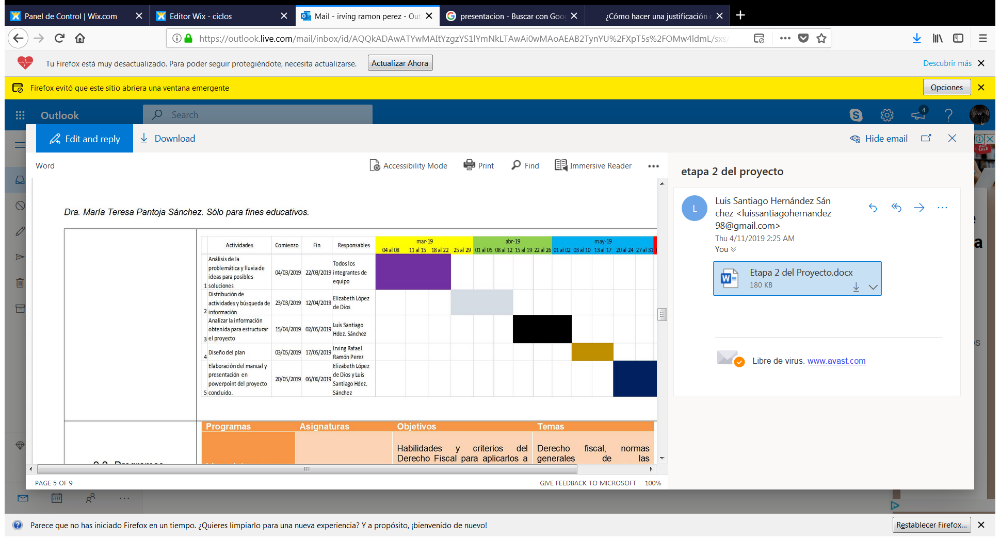 Panel de Control | Wix.com
Editor Wix - ciclos
Mail - irving ramon perez - Out
presentacion - Buscar con Goo
¿Cómo hacer una justificación
https://outlook.live.com/mail/inbox/id/AQQkADAwATYwMAItYzgzYS1lYmNkLTAwAi0wMAoAEAB2TynYU%2FXpT5s%2FOMw4ldmL/sxs/
Tu Firefox está muy desactualizado. Para poder seguir protegiéndote, necesita actualizarse.
Actualizar Ahora
Descubrir más
Firefox evitó que este sitio abriera una ventana emergente
Opciones
Outlook
Search
4
Edit and reply
Download
Hide email
HOT
SALE
Word
Accessibility Mode
Print
Find
Immersive Reader
etapa 2 del proyecto
L
Luis Santiago Hernández Sán
chez <luissantiagohernandez
98@gmail.com>
Thu 4/11/2019 2:25 AM
You
Etapa 2 del Proyecto.docx
180 KB
Libre de virus. www.avast.com
Dra. María Teresa Pantoja Sánchez. Sólo para fines educativos.
Actividades Comienzo Fin Responsables
mar-19 abr-19 may-19
04 al 08 11 al 15 18 al 22 25 al 29 01 al 05 08 al 12 15 al 19 22 al 26 01 al 02 03 al 10 13 al 17 20 al 24 27 al 31
1 Análisis de la
problemática y lluvia de
ideas para posibles
soluciones
04/03/2019 22/03/2019
Todos los
integrantes de
equipo
2 Distribución de
actividades y búsqueda de
información
23/03/2019 12/04/2019
Elizabeth López
de Dios
3 Analizar la información
obtenida para estructurar
el proyecto
15/04/2019 02/05/2019
Luis Santiago
Hdez. Sánchez
4 Diseño del plan
03/05/2019 17/05/2019
Irving Rafael
Ramón Perez
5 Elaboración del manual y
presentación en
powerpoint del proyecto
concluido.
20/05/2019 06/06/2019
Elizabeth López
de Dios y Luis
Santiago Hdez.
Sánchez
Programas Asignaturas Objetivos Temas
Habilidades y criterios del
Derecho Fiscal para aplicarlos a
Derecho fiscal, normas
generales de las
PAGE 5 OF 9
GIVE FEEDBACK TO MICROSOFT 100%
Parece que no has iniciado Firefox en un tiempo. ¿Quieres limpiarlo para una nueva experiencia? Y a propósito, ¡bienvenido de nuevo!
Restablecer Firefox...